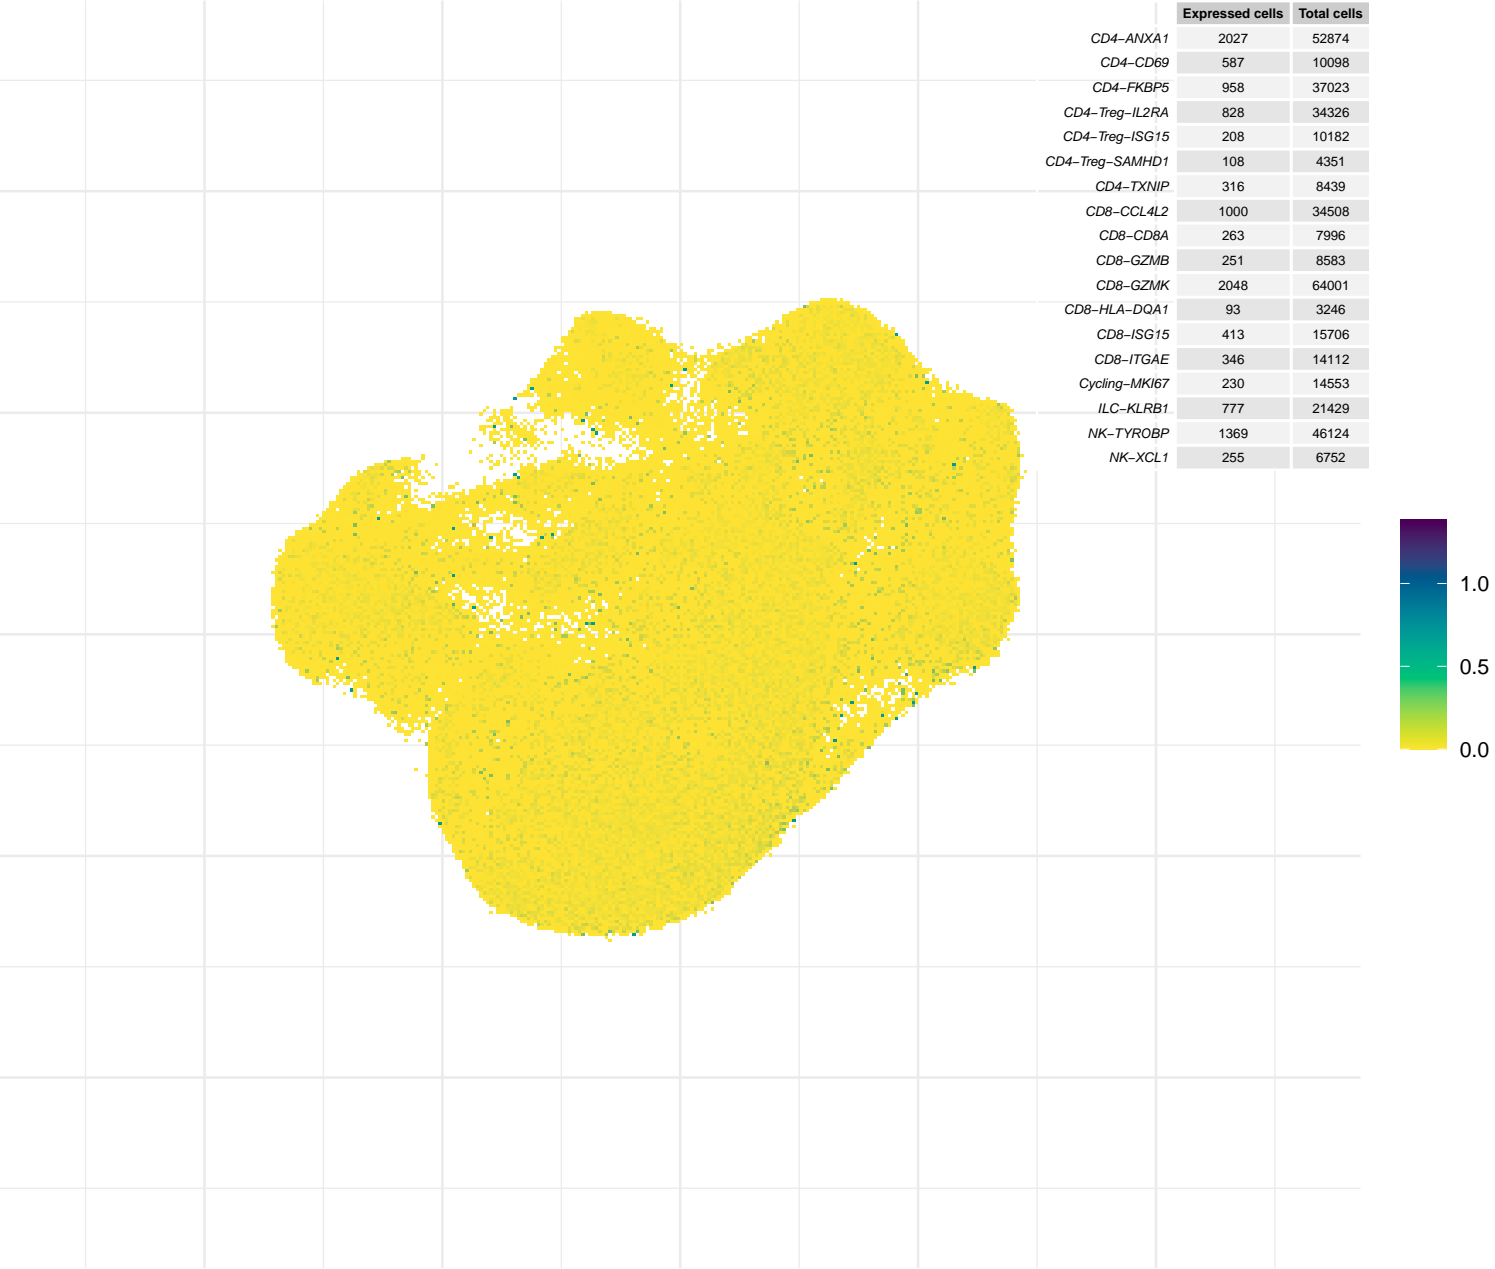 Expressed cells Total cells
CD4−ANXA1 2027 52874
CD4−CD69 587 10098
CD4−FKBP5 958 37023
CD4−Treg−IL2RA 828 34326
CD4−Treg−ISG15 208 10182
CD4−Treg−SAMHD1 108 4351
CD4−TXNIP 316 8439
CD8−CCL4L2 1000 34508
CD8−CD8A 263 7996
CD8−GZMB 251 8583
CD8−GZMK 2048 64001
CD8−HLA−DQA1 93 3246
CD8−ISG15 413 15706
CD8−ITGAE 346 14112
Cycling−MKI67 230 14553
ILC−KLRB1 777 21429
NK−TYROBP 1369 46124
NK−XCL1 255 6752
1.0
0.5
0.0